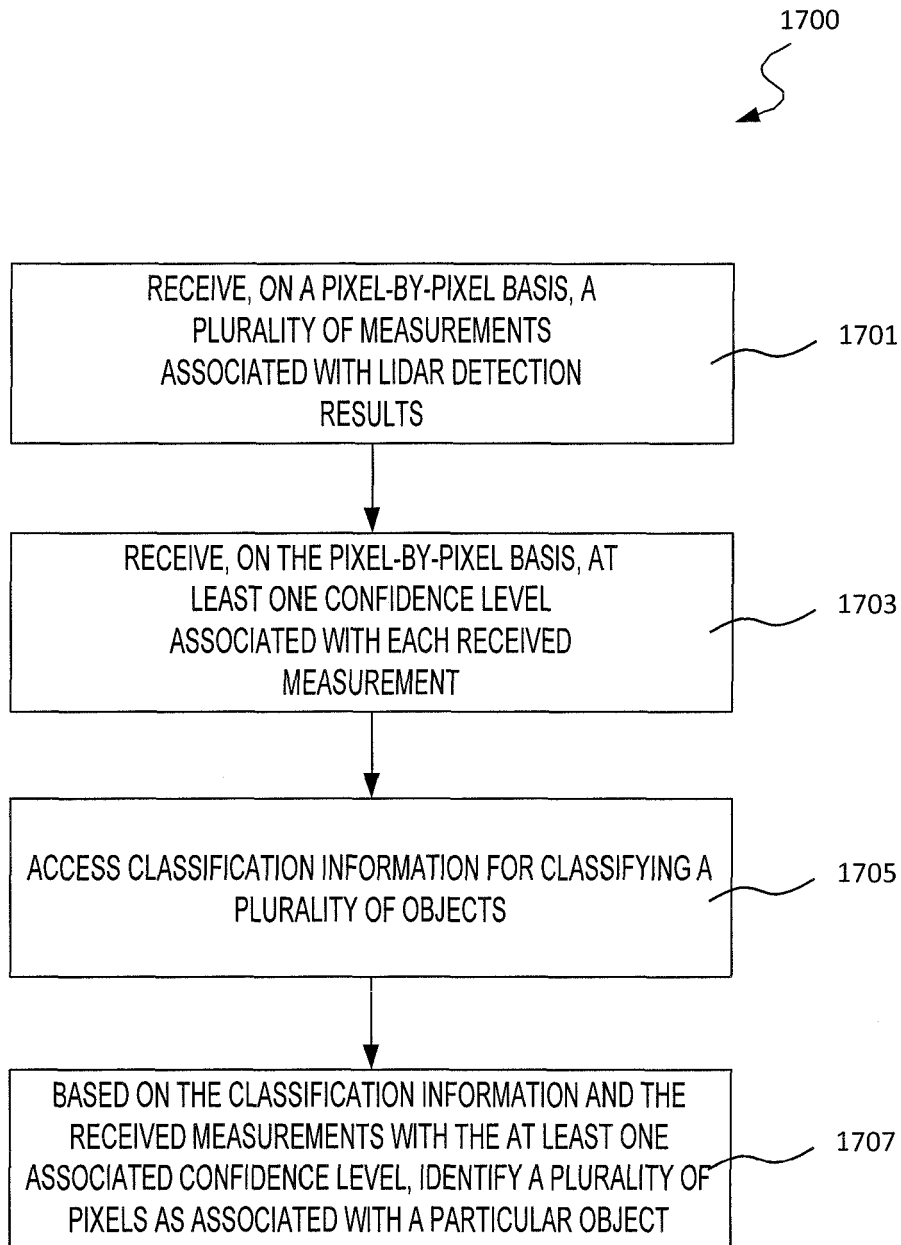 1700
RECEIVE, ON A PIXEL-BY-PIXEL BASIS, A
PLURALITY OF MEASUREMENTS
ASSOCIATED WITH LIDAR DETECTION
RESULTS
1701
RECEIVE, ON THE PIXEL-BY-PIXEL BASIS, AT
LEAST ONE CONFIDENCE LEVEL
ASSOCIATED WITH EACH RECEIVED
MEASUREMENT
1703
ACCESS CLASSIFICATION INFORMATION FOR CLASSIFYING A
PLURALITY OF OBJECTS
1705
BASED ON THE CLASSIFICATION INFORMATION AND THE
RECEIVED MEASUREMENTS WITH THE AT LEAST ONE
ASSOCIATED CONFIDENCE LEVEL, IDENTIFY A PLURALITY OF
PIXELS AS ASSOCIATED WITH A PARTICULAR OBJECT
1707